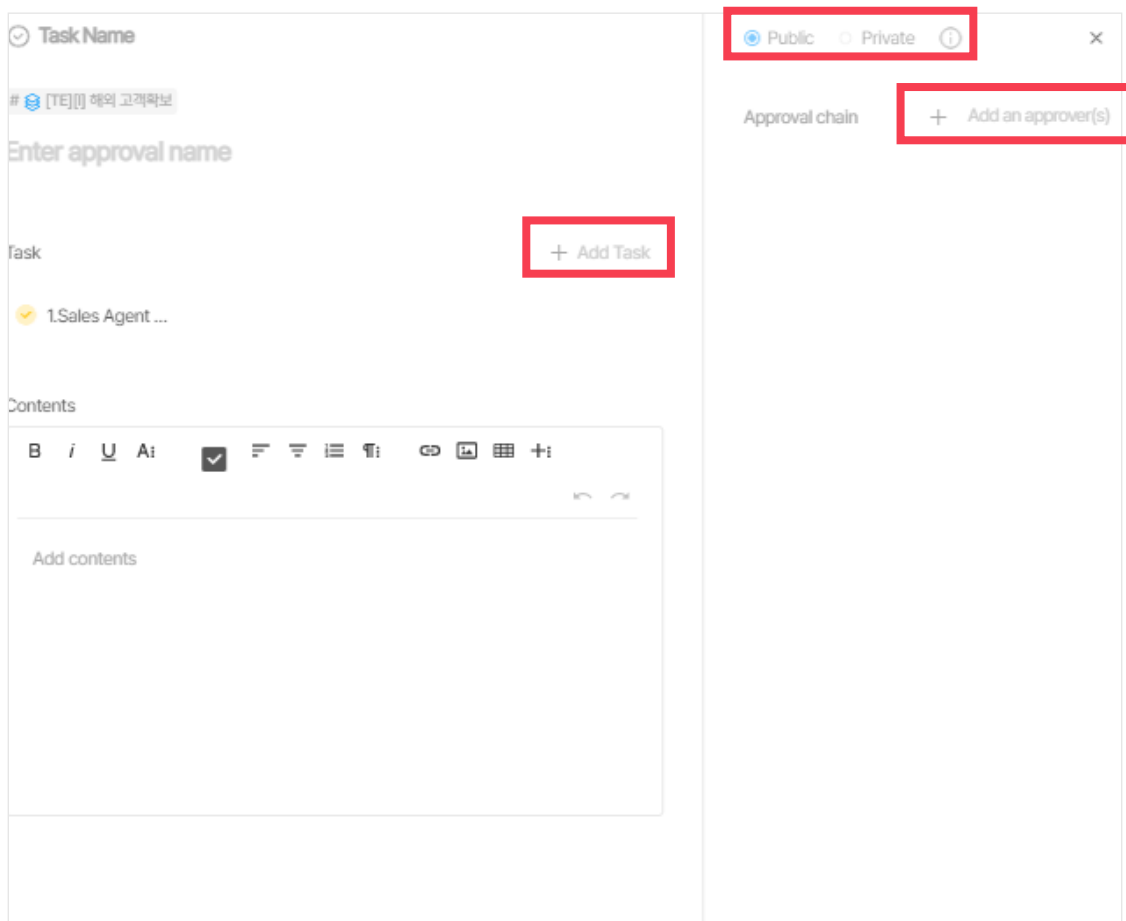 Task Name
# [TE][I] 해외 고객확보
Enter approval name
Task
+ Add Task
1.Sales Agent ...
Contents
B i U A
Add contents
Public Private
Approval chain
+ Add an approver(s)